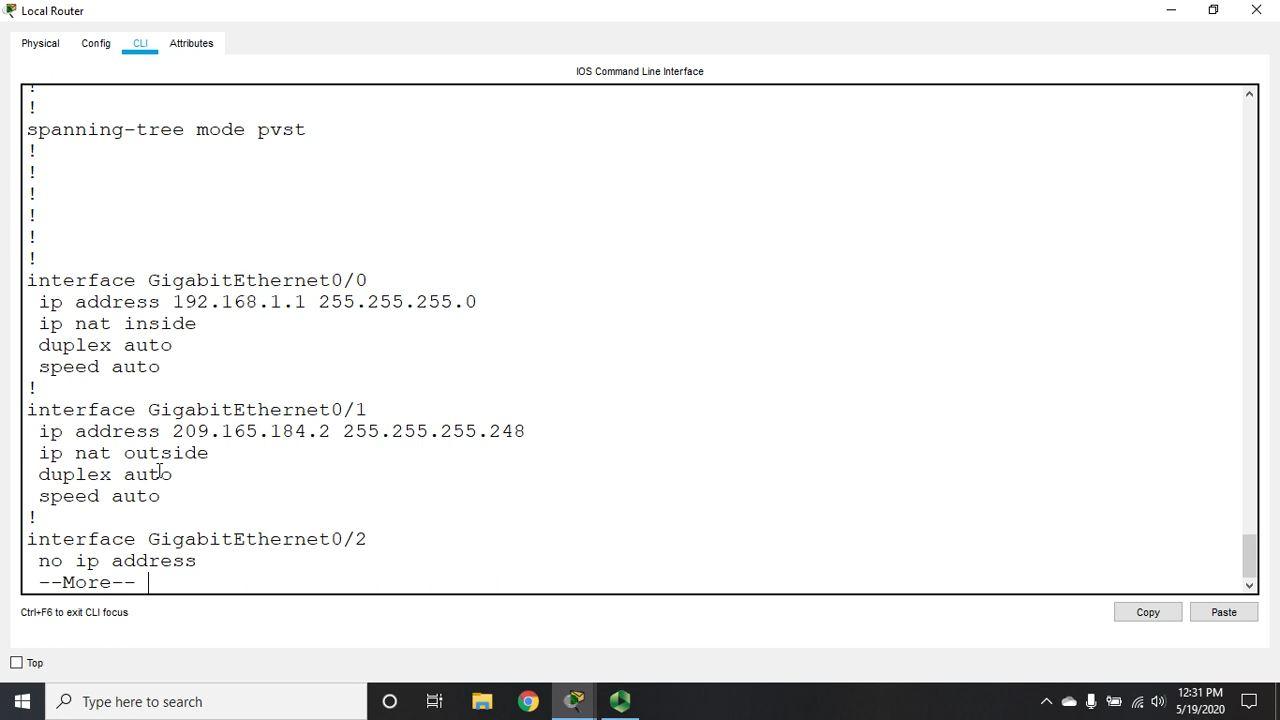 Local Router
Physical Config CLI Attributes
IOS Command Line Interface
!
!
spanning-tree mode pvst
!
!
!
!
!
!
interface GigabitEthernet0/0
ip address 192.168.1.1 255.255.255.0
ip nat inside
duplex auto
speed auto
!
interface GigabitEthernet0/1
ip address 209.165.184.2 255.255.255.248
ip nat outside
duplex auto
speed auto
!
interface GigabitEthernet0/2
no ip address
--More--
Ctrl+F6 to exit CLI focus
Copy Paste
Top
Type here to search
12:31 PM
5/19/2020